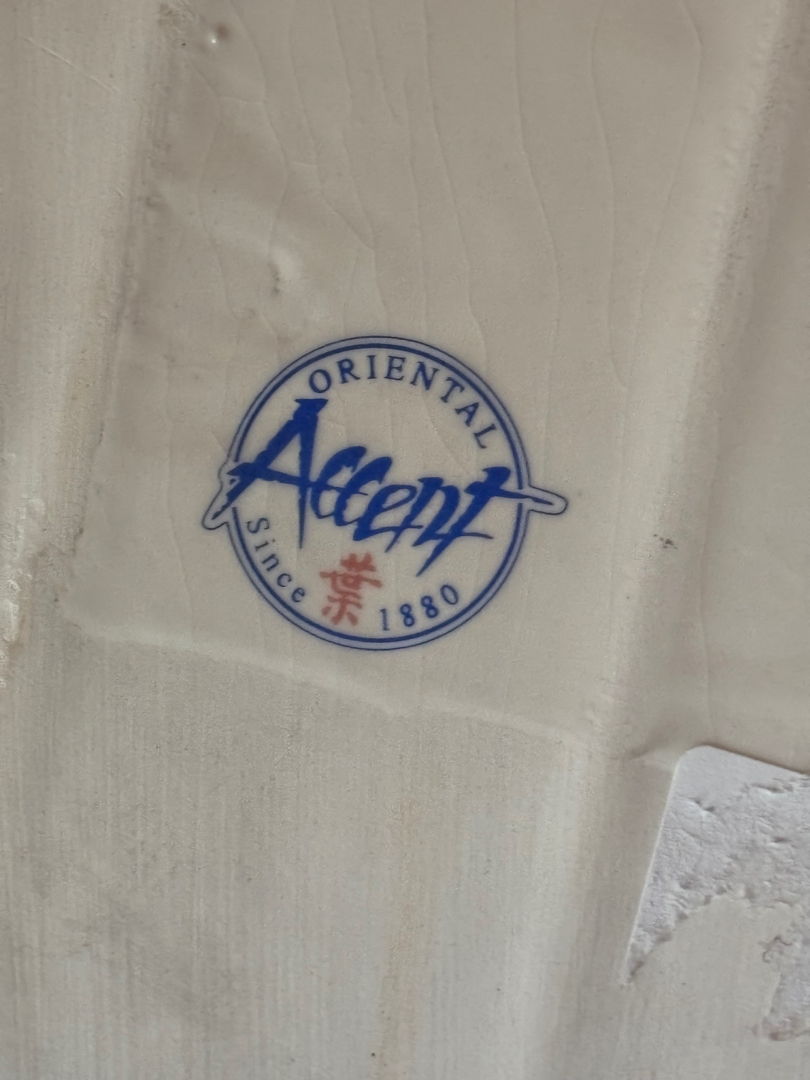 ORIENTAL
Accent
Since 葉 1880